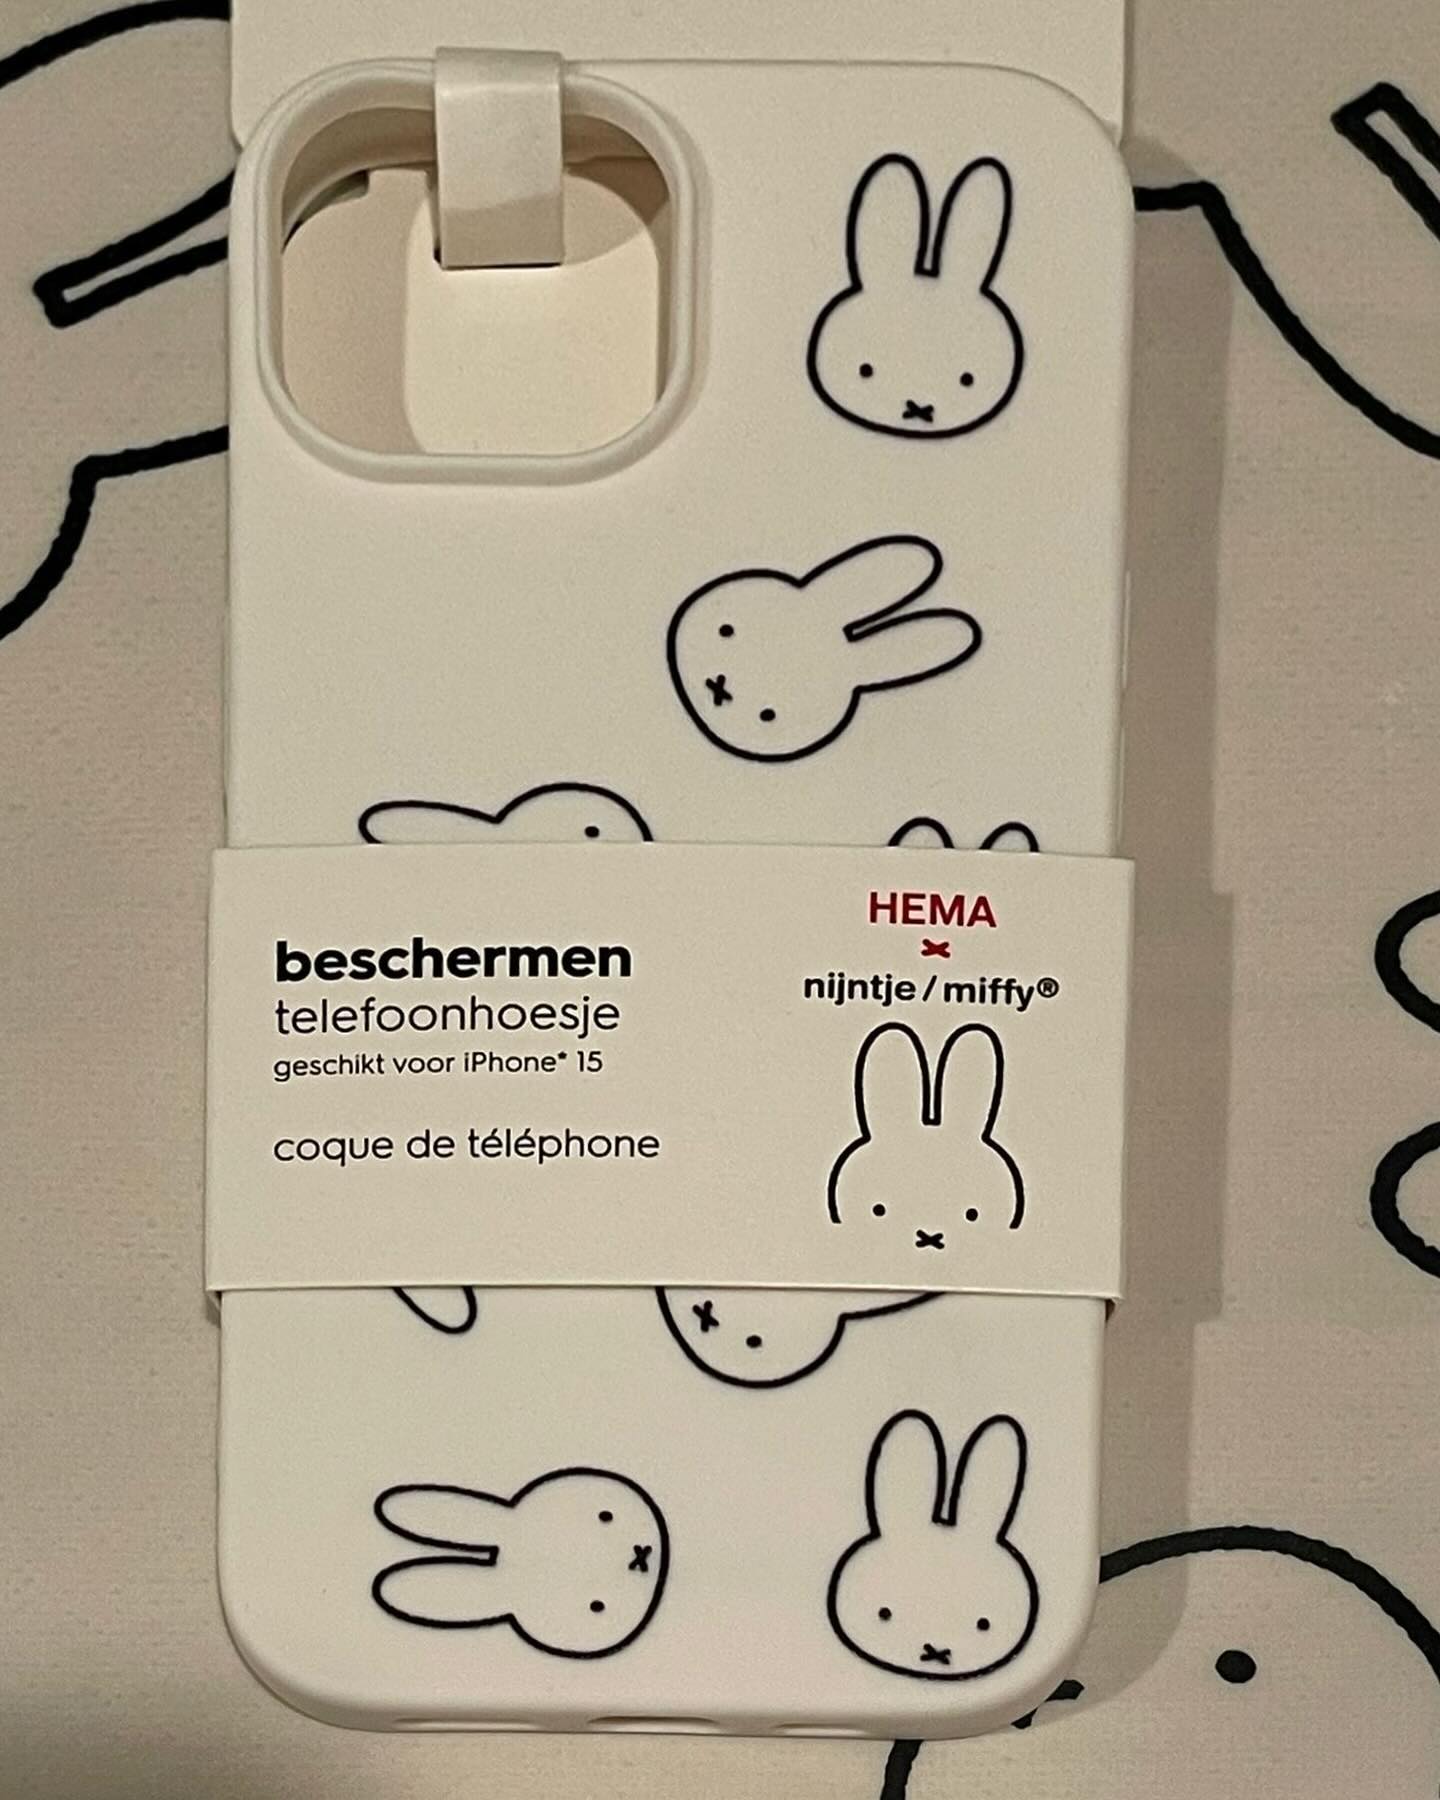 beschermen
telefoonhoesje
geschikt voor iPhone* 15
coque de téléphone
HEMA
x
nijntje / miffy®